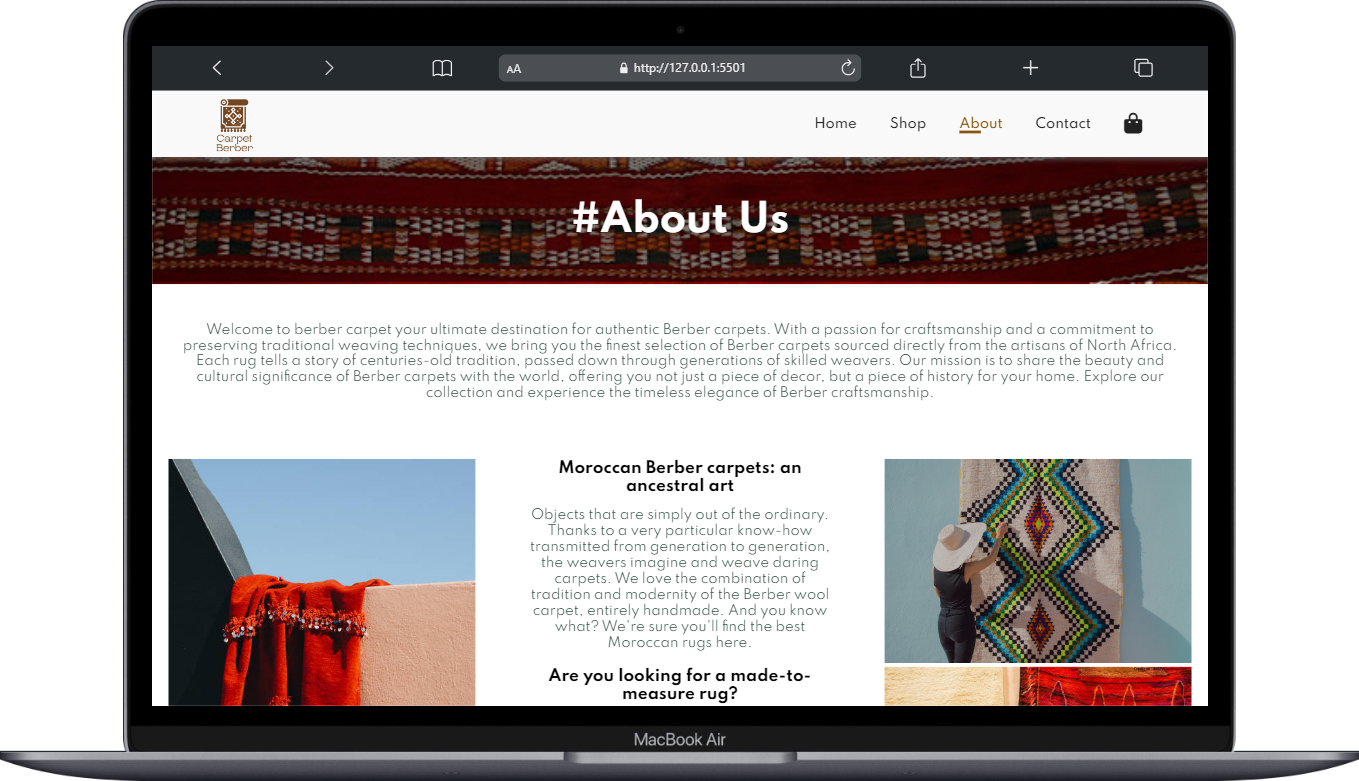 AA
http://127.0.0.1:5501
Carpet
Berber
Home
Shop
About
Contact
#About Us
Welcome to berber carpet your ultimate destination for authentic Berber carpets. With a passion for craftsmanship and a commitment to
preserving traditional weaving techniques, we bring you the finest selection of Berber carpets sourced directly from the artisans of North Africa.
Each rug tells a story of centuries-old tradition, passed down through generations of skilled weavers. Our mission is to share the beauty and
cultural significance of Berber carpets with the world, offering you not just a piece of decor, but a piece of history for your home. Explore our
collection and experience the timeless elegance of Berber craftsmanship.
Moroccan Berber carpets: an
ancestral art
Objects that are simply out of the ordinary.
Thanks to a very particular know-how
transmitted from generation to generation,
the weavers imagine and weave daring
carpets. We love the combination of
tradition and modernity of the Berber wool
carpet, entirely handmade. And you know
what? We're sure you'll find the best
Moroccan rugs here.
Are you looking for a made-to-
measure rug?
MacBook Air